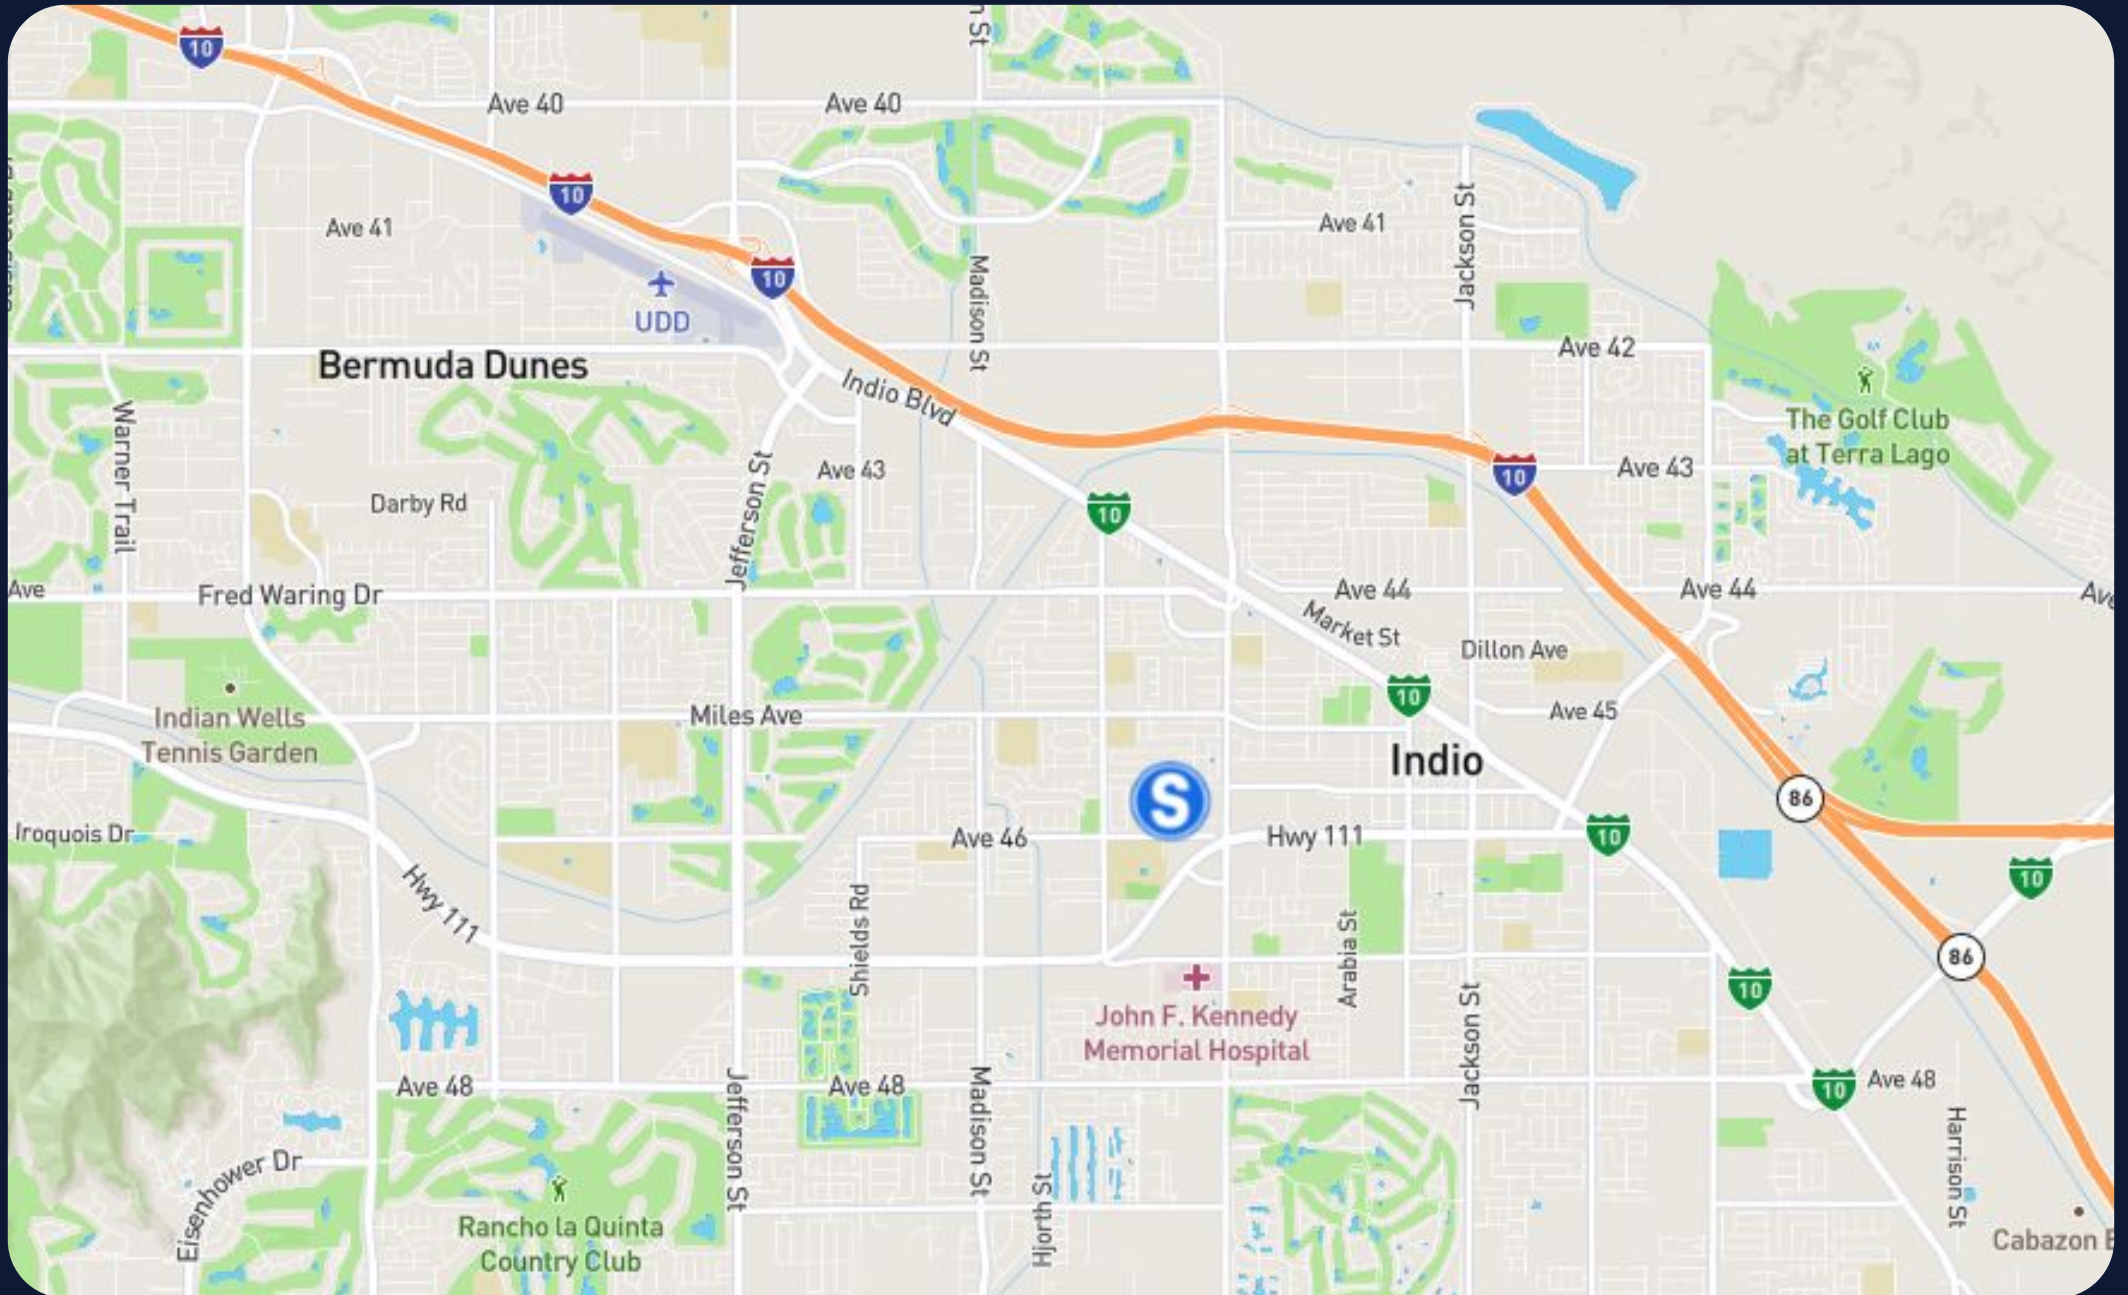 10
n St
Ave 40
Ave 40
10
Ave 41
Ave 41
Jackson St
10
UDD
Madison St
Bermuda Dunes
Ave 42
Indio Blvd
The Golf Club
at Terra Lago
Warner Trail
Ave 43
Ave 43
10
Darby Rd
Jefferson St
10
Ave
Fred Waring Dr
Ave 44
Ave 44
Ave
Market St
Dillon Ave
10
Indian Wells
Tennis Garden
Miles Ave
Ave 45
Indio
S
86
Iroquois Dr
Ave 46
Hwy 111
10
Hwy 111
10
Shields Rd
Arabia St
86
10
John F. Kennedy
Memorial Hospital
Jackson St
Ave 48
Ave 48
10
Ave 48
Jefferson St
Madison St
Harrison St
Eisenhower Dr
Hjorth St
Rancho la Quinta
Country Club
Cabazon